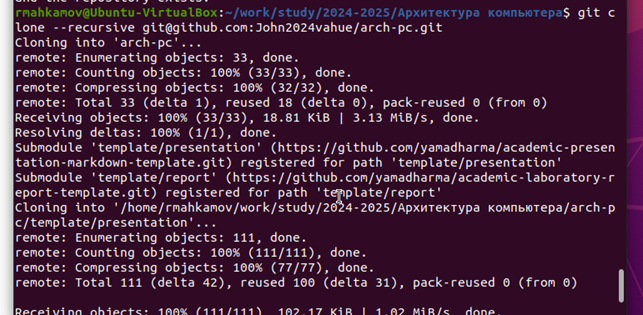 and the repository exists.
rmahkamov@Ubuntu-VirtualBox:~/work/study/2024-2025/Архитектура компьютера$ git c
lone --recursive git@github.com:John2024vahue/arch-pc.git
Cloning into 'arch-pc'...
remote: Enumerating objects: 33, done.
remote: Counting objects: 100% (33/33), done.
remote: Compressing objects: 100% (32/32), done.
remote: Total 33 (delta 1), reused 18 (delta 0), pack-reused 0 (from 0)
Receiving objects: 100% (33/33), 18.81 KiB | 3.13 MiB/s, done.
Resolving deltas: 100% (1/1), done.
Submodule 'template/presentation' (https://github.com/yamadharma/academic-presen
tation-markdown-template.git) registered for path 'template/presentation'
Submodule 'template/report' (https://github.com/yamadharma/academic-laboratory-r
eport-template.git) registered for path 'template/report'
Cloning into '/home/rmahkamov/work/study/2024-2025/Архитектура компьютера/arch-p
c/template/presentation'...
remote: Enumerating objects: 111, done.
remote: Counting objects: 100% (111/111), done.
remote: Compressing objects: 100% (77/77), done.
remote: Total 111 (delta 42), reused 100 (delta 31), pack-reused 0 (from 0)
Receiving objects: 100% (111/111), 102.17 KiB | 1.02 MiB/s, done.